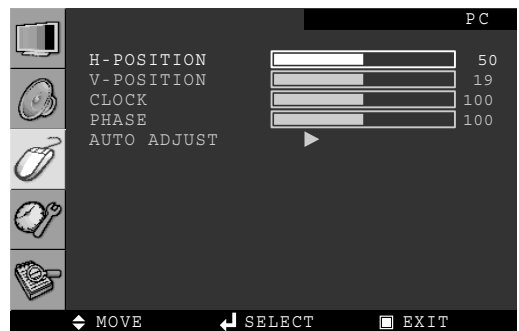 PC
H-POSITION 50
V-POSITION 19
CLOCK 100
PHASE 100
AUTO ADJUST
MOVE SELECT EXIT